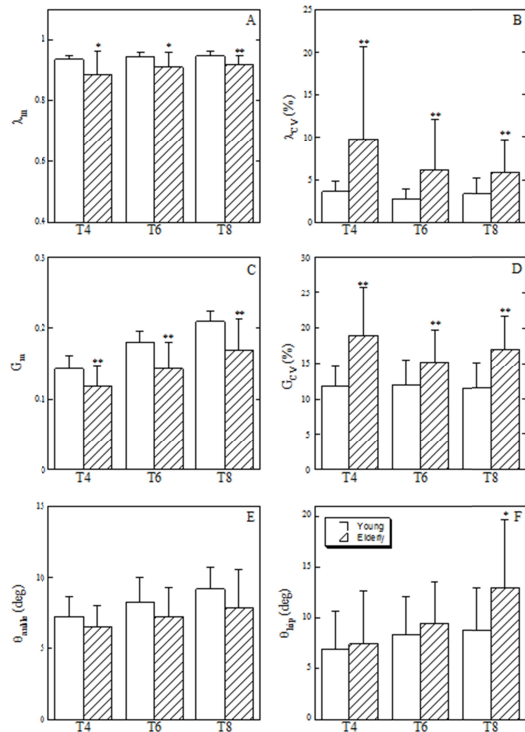 A
1
0.8
0.6
0.4
λm
* * **
T4 T6 T8
B
25
20
15
10
5
0
λCV (%)
** ** **
T4 T6 T8
C
0.3
0.2
0.1
0
Gm
** ** **
T4 T6 T8
D
30
25
20
15
10
5
0
GCV (%)
** ** **
T4 T6 T8
E
15
10
5
0
θankle (deg)
T4 T6 T8
F
20
15
10
5
0
θhip (deg)
Young
Elderly
*
T4 T6 T8